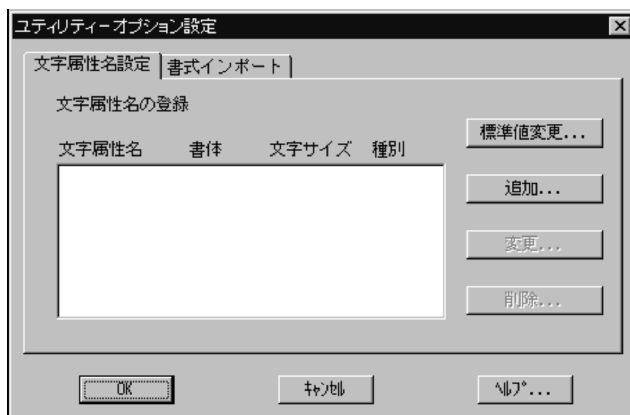 ユティリティーオプション設定
文字属性名設定 書式インポート
文字属性名の登録
標準値変更...
文字属性名 書体 文字サイズ 種別
追加...
変更...
削除...
OK ｷｬﾝｾﾙ ﾍﾙﾌﾟ...